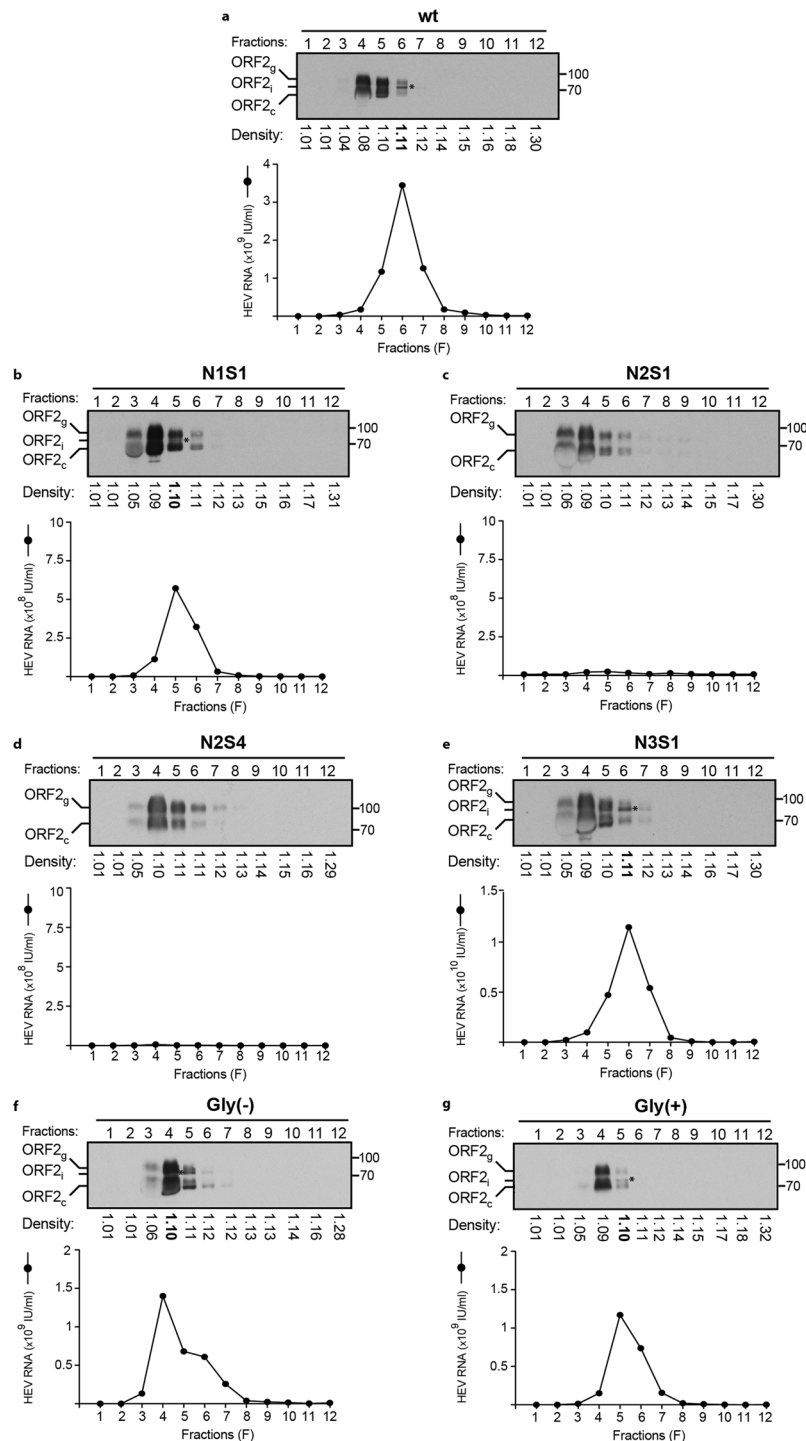 a
wt
Fractions: 1 2 3 4 5 6 7 8 9 10 11 12
ORF2g
ORF2i
ORF2c
100
70
*
Density: 1.01 1.01 1.04 1.08 1.10 1.11 1.12 1.14 1.15 1.16 1.18 1.30
HEV RNA (x10^9 IU/ml)
4
3
2
1
1 2 3 4 5 6 7 8 9 10 11 12
Fractions (F)
b
N1S1
Fractions: 1 2 3 4 5 6 7 8 9 10 11 12
ORF2g
ORF2i
ORF2c
100
70
*
Density: 1.01 1.01 1.05 1.09 1.10 1.11 1.12 1.13 1.15 1.16 1.17 1.31
HEV RNA (x10^8 IU/ml)
10
7.5
5
2.5
1 2 3 4 5 6 7 8 9 10 11 12
Fractions (F)
c
N2S1
Fractions: 1 2 3 4 5 6 7 8 9 10 11 12
ORF2g
ORF2c
100
70
Density: 1.01 1.01 1.06 1.09 1.10 1.11 1.12 1.13 1.14 1.15 1.17 1.30
HEV RNA (x10^8 IU/ml)
10
7.5
5
2.5
1 2 3 4 5 6 7 8 9 10 11 12
Fractions (F)
d
N2S4
Fractions: 1 2 3 4 5 6 7 8 9 10 11 12
ORF2g
ORF2c
100
70
Density: 1.01 1.01 1.05 1.10 1.11 1.11 1.12 1.13 1.14 1.15 1.16 1.29
HEV RNA (x10^8 IU/ml)
10
7.5
5
2.5
1 2 3 4 5 6 7 8 9 10 11 12
Fractions (F)
e
N3S1
Fractions: 1 2 3 4 5 6 7 8 9 10 11 12
ORF2g
ORF2i
ORF2c
100
70
*
Density: 1.01 1.01 1.05 1.09 1.10 1.11 1.12 1.13 1.14 1.16 1.17 1.30
HEV RNA (x10^10 IU/ml)
1.5
1
0.5
1 2 3 4 5 6 7 8 9 10 11 12
Fractions (F)
f
Gly(-)
Fractions: 1 2 3 4 5 6 7 8 9 10 11 12
ORF2g
ORF2i
ORF2c
100
70
*
Density: 1.01 1.01 1.06 1.10 1.11 1.12 1.12 1.13 1.14 1.14 1.16 1.28
HEV RNA (x10^9 IU/ml)
2
1.5
1
0.5
1 2 3 4 5 6 7 8 9 10 11 12
Fractions (F)
g
Gly(+)
Fractions: 1 2 3 4 5 6 7 8 9 10 11 12
ORF2g
ORF2i
ORF2c
100
70
*
Density: 1.01 1.01 1.05 1.09 1.10 1.11 1.12 1.14 1.15 1.17 1.18 1.32
HEV RNA (x10^9 IU/ml)
2
1.5
1
0.5
1 2 3 4 5 6 7 8 9 10 11 12
Fractions (F)